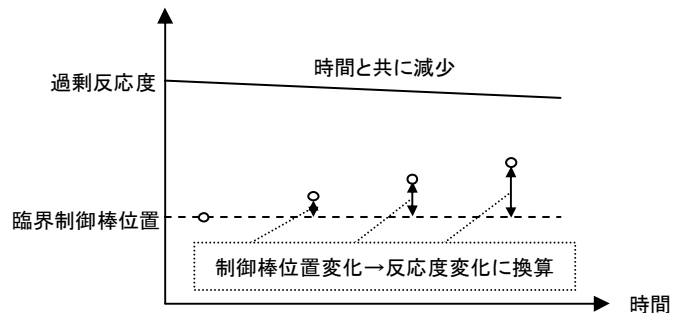 時間と共に減少
過剰反応度
臨界制御棒位置
制御棒位置変化→反応度変化に換算
時間